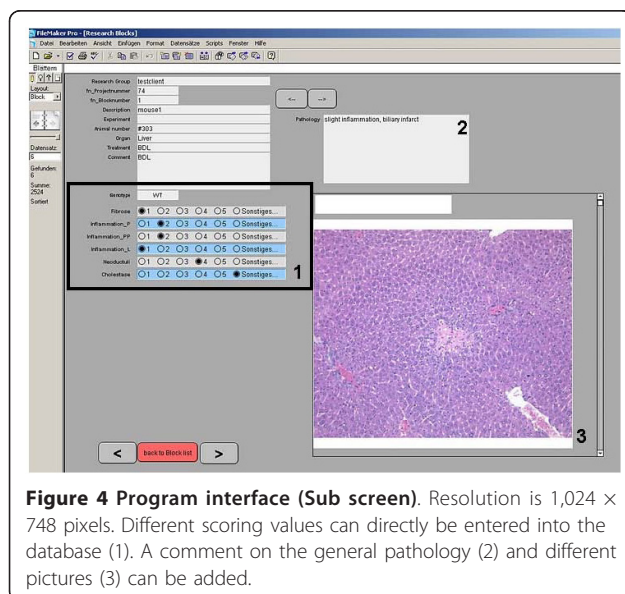 FileMaker Pro - [Research Blocks]
Datei Bearbeiten Ansicht Einfügen Format Datensätze Scripts Fenster Hilfe
Blättern
Layout:
Block
Datensatz:
6
Gefunden:
6
Summe:
2524
Sortiert
Research Group testclient
fn_Projectnummer 74
fn_Blocknumber 1
Description mouse1
Experiment
Animal number #303
Organ Liver
Treatment BDL
Comment BDL
<-- -->
Pathology slight inflammation, biliary infarct
2
Genotype WT
Fibrose 1 2 3 4 5 Sonstiges...
Inflammation_P 1 2 3 4 5 Sonstiges...
Inflammation_PP 1 2 3 4 5 Sonstiges...
Inflammation_L 1 2 3 4 5 Sonstiges...
Neoductuli 1 2 3 4 5 Sonstiges...
Cholestase 1 2 3 4 5 Sonstiges...
1
3
< back to Block list >
Figure 4 Program interface (Sub screen). Resolution is 1,024 ×
748 pixels. Different scoring values can directly be entered into the
database (1). A comment on the general pathology (2) and different
pictures (3) can be added.